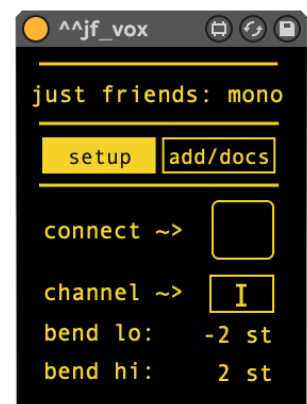 ^^jf_vox
just friends: mono
setup add/docs
connect ~>
channel ~> I
bend lo: -2 st
bend hi: 2 st